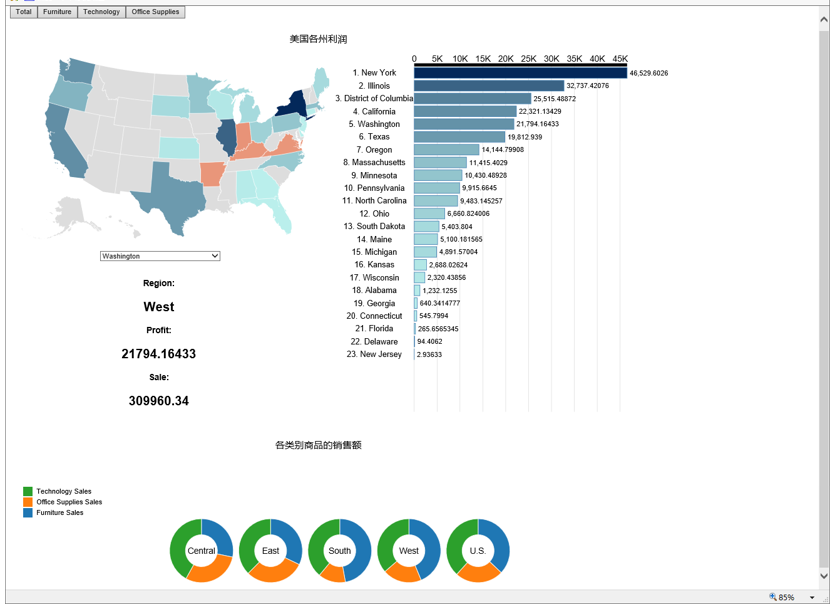 Total Furniture Technology Office Supplies
美国各州利润
0 5K 10K 15K 20K 25K 30K 35K 40K 45K
1. New York 46,529.6026
2. Illinois 32,737.42076
3. District of Columbia 25,515.48872
4. California 22,321.13429
5. Washington 21,794.16433
6. Texas 19,812.939
7. Oregon 14,144.79908
8. Massachusetts 11,415.4029
9. Minnesota 10,430.48928
10. Pennsylvania 9,915.6645
11. North Carolina 9,483.145257
12. Ohio 6,660.824006
13. South Dakota 5,403.804
14. Maine 5,100.181565
15. Michigan 4,891.57004
16. Kansas 2,688.02624
17. Wisconsin 2,320.43856
18. Alabama 1,232.1255
19. Georgia 640.3414777
20. Connecticut 545.7994
21. Florida 265.6565345
22. Delaware 94.4062
23. New Jersey 2.93633
Washington
Region:
West
Profit:
21794.16433
Sale:
309960.34
各类别商品的销售额
Technology Sales
Office Supplies Sales
Furniture Sales
Central East South West U.S.
85%